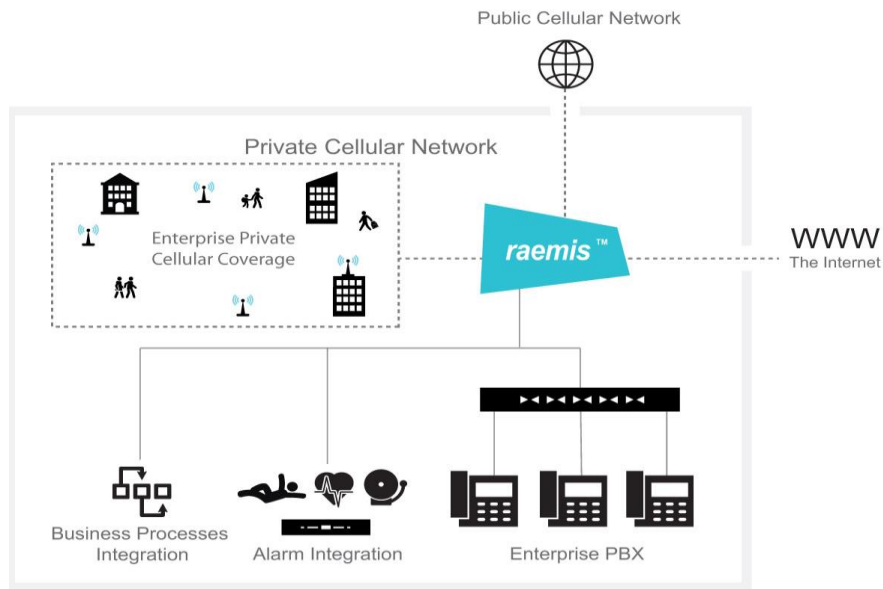 Public Cellular Network
Private Cellular Network
Enterprise Private
Cellular Coverage
raemis™
WWW
The Internet
Business Processes
Integration
Alarm Integration
Enterprise PBX